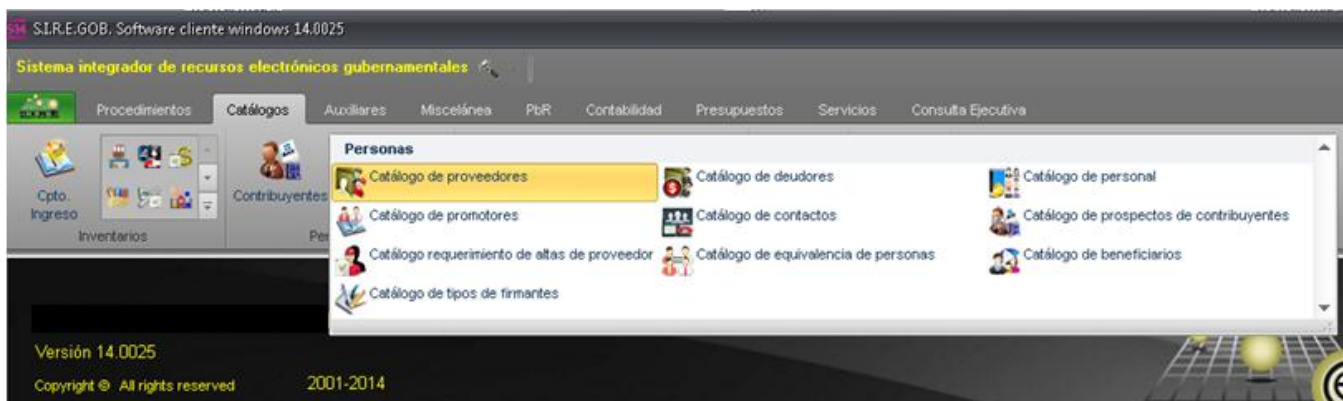 S.I.R.E.GOB. Software cliente windows 14.0025
Sistema integrador de recursos electrónicos gubernamentales
Procedimientos Catálogos Auxiliares Miscelánea PbR Contabilidad Presupuestos Servicios Consulta Ejecutiva
Personas
Catálogo de proveedores Catálogo de deudores Catálogo de personal
Cpto. Ingreso Contribuyentes
Catálogo de promotores Catálogo de contactos Catálogo de prospectos de contribuyentes
Inventarios Per
Catálogo requerimiento de altas de proveedor Catálogo de equivalencia de personas Catálogo de beneficiarios
Catálogo de tipos de firmantes
Versión 14.0025
Copyright © All rights reserved 2001-2014